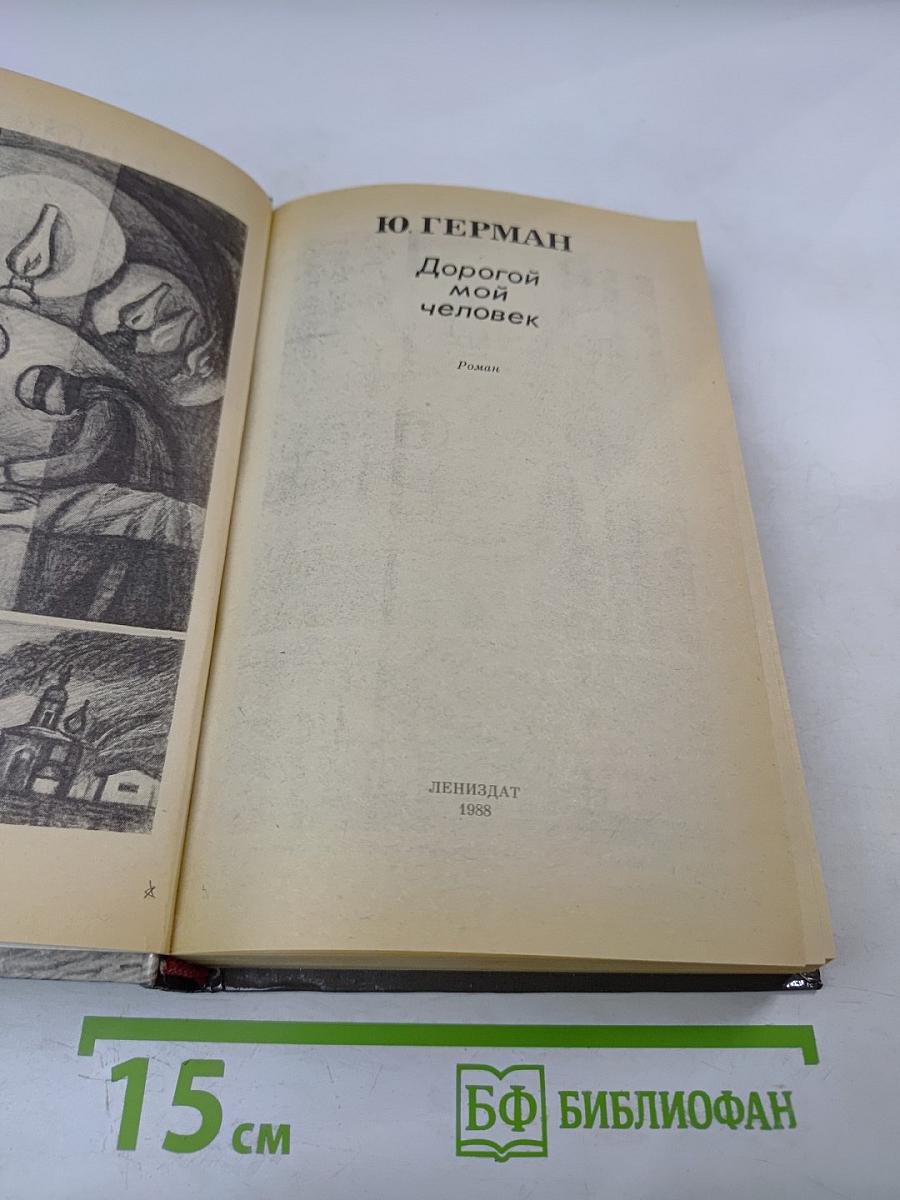 Ю. ГЕРМАН
Дорогой
мой
человек
Роман
ЛЕНИЗДАТ
1988
15 см
БФ БИБЛИОФАН